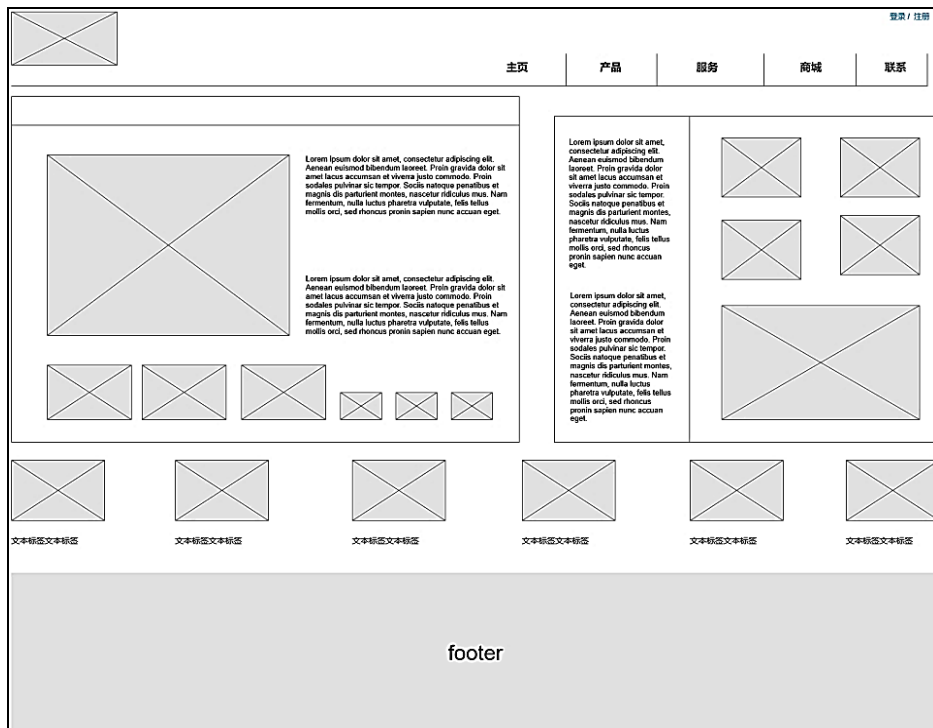 登录 / 注册
主页 产品 服务 商城 联系
Lorem ipsum dolor sit amet, consectetur adipiscing elit.
Aenean euismod bibendum laoreet. Proin gravida dolor sit
amet lacus accumsan et viverra justo commodo. Proin
sodales pulvinar sic tempor. Sociis natoque penatibus et
magnis dis parturient montes, nascetur ridiculus mus. Nam
fermentum, nulla luctus pharetra vulputate, felis tellus
mollis orci, sed rhoncus pronin sapien nunc accuan eget.
Lorem ipsum dolor sit amet, consectetur adipiscing elit.
Aenean euismod bibendum laoreet. Proin gravida dolor sit
amet lacus accumsan et viverra justo commodo. Proin
sodales pulvinar sic tempor. Sociis natoque penatibus et
magnis dis parturient montes, nascetur ridiculus mus. Nam
fermentum, nulla luctus pharetra vulputate, felis tellus
mollis orci, sed rhoncus pronin sapien nunc accuan eget.
Lorem ipsum dolor sit amet,
consectetur adipiscing elit.
Aenean euismod bibendum
laoreet. Proin gravida dolor
sit amet lacus accumsan et
viverra justo commodo. Proin
sodales pulvinar sic tempor.
Sociis natoque penatibus et
magnis dis parturient montes,
nascetur ridiculus mus. Nam
fermentum, nulla luctus
pharetra vulputate, felis tellus
mollis orci, sed rhoncus
pronin sapien nunc accuan
eget.
Lorem ipsum dolor sit amet,
consectetur adipiscing elit.
Aenean euismod bibendum
laoreet. Proin gravida dolor
sit amet lacus accumsan et
viverra justo commodo. Proin
sodales pulvinar sic tempor.
Sociis natoque penatibus et
magnis dis parturient montes,
nascetur ridiculus mus. Nam
fermentum, nulla luctus
pharetra vulputate, felis tellus
mollis orci, sed rhoncus
pronin sapien nunc accuan
eget.
文本标签文本标签 文本标签文本标签 文本标签文本标签 文本标签文本标签 文本标签文本标签 文本标签文本标签
footer